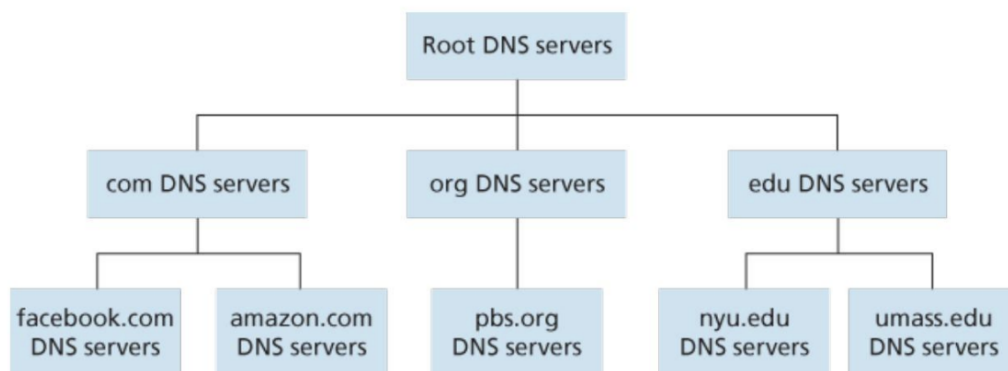 Root DNS servers
com DNS servers
org DNS servers
edu DNS servers
facebook.com
DNS servers
amazon.com
DNS servers
pbs.org
DNS servers
nyu.edu
DNS servers
umass.edu
DNS servers